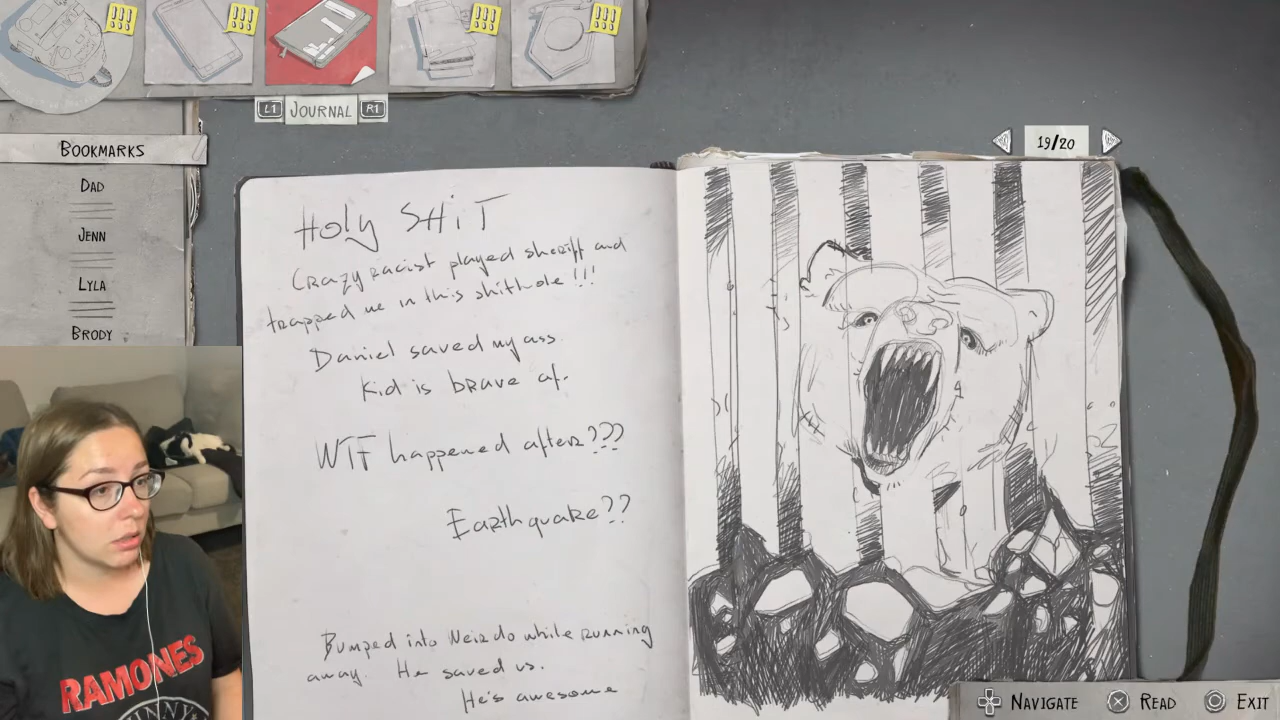 !!! !!! !!! !!!
L1 JOURNAL R1
BOOKMARKS
DAD
JENN
LYLA
BRODY
19/20
HOLY SHiT
Crazy racist played sheriff and
trapped me in this shithole!!!
Daniel saved my ass.
Kid is brave af.
WTF happened after???
Earthquake??
Bumped into Weirdo while running
away. He saved us.
He's awesome
RAMONES
NAVIGATE
READ
EXIT